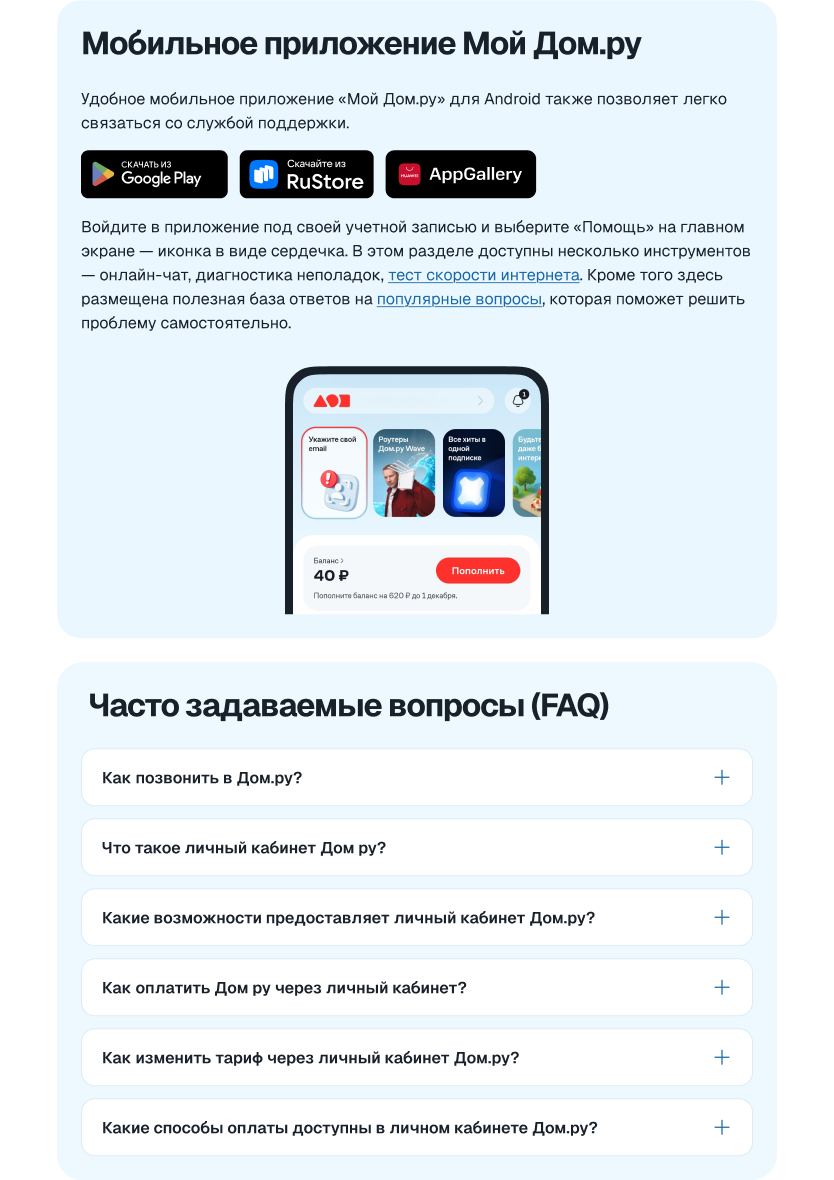 Мобильное приложение Мой Дом.ру
Удобное мобильное приложение «Мой Дом.ру» для Android также позволяет легко
связаться со службой поддержки.
СКАЧАТЬ ИЗ
Google Play
Скачайте из
RuStore
HUAWEI
AppGallery
Войдите в приложение под своей учетной записью и выберите «Помощь» на главном
экране — иконка в виде сердечка. В этом разделе доступны несколько инструментов
— онлайн-чат, диагностика неполадок, тест скорости интернета. Кроме того здесь
размещена полезная база ответов на популярные вопросы, которая поможет решить
проблему самостоятельно.
1
Укажите свой
email
Роутеры
Дом.ру Wave
Все хиты в
одной
подписке
Будьте
даже б
интерн
Баланс
40 ₽
Пополнить
Пополните баланс на 620 ₽ до 1 декабря.
Часто задаваемые вопросы (FAQ)
Как позвонить в Дом.ру?
Что такое личный кабинет Дом ру?
Какие возможности предоставляет личный кабинет Дом.ру?
Как оплатить Дом ру через личный кабинет?
Как изменить тариф через личный кабинет Дом.ру?
Какие способы оплаты доступны в личном кабинете Дом.ру?